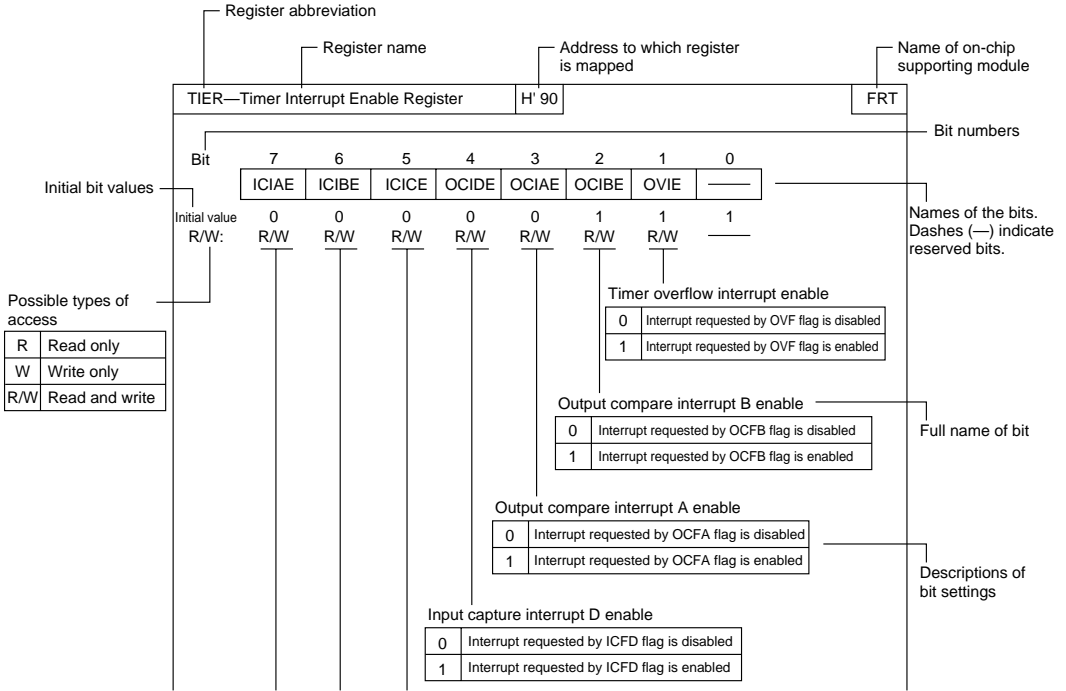 Register abbreviation
Register name
Address to which register
is mapped
Name of on-chip
supporting module
TIER—Timer Interrupt Enable Register
H' 90
FRT
Bit numbers
Bit 7 6 5 4 3 2 1 0
ICIAE ICIBE ICICE OCIDE OCIAE OCIBE OVIE —
Initial bit values
Initial value 0 0 0 0 0 1 1 1
R/W: R/W R/W R/W R/W R/W R/W R/W —
Names of the bits.
Dashes (—) indicate
reserved bits.
Possible types of
access
R Read only
W Write only
R/W Read and write
Timer overflow interrupt enable
0 Interrupt requested by OVF flag is disabled
1 Interrupt requested by OVF flag is enabled
Output compare interrupt B enable
0 Interrupt requested by OCFB flag is disabled
1 Interrupt requested by OCFB flag is enabled
Full name of bit
Output compare interrupt A enable
0 Interrupt requested by OCFA flag is disabled
1 Interrupt requested by OCFA flag is enabled
Descriptions of
bit settings
Input capture interrupt D enable
0 Interrupt requested by ICFD flag is disabled
1 Interrupt requested by ICFD flag is enabled